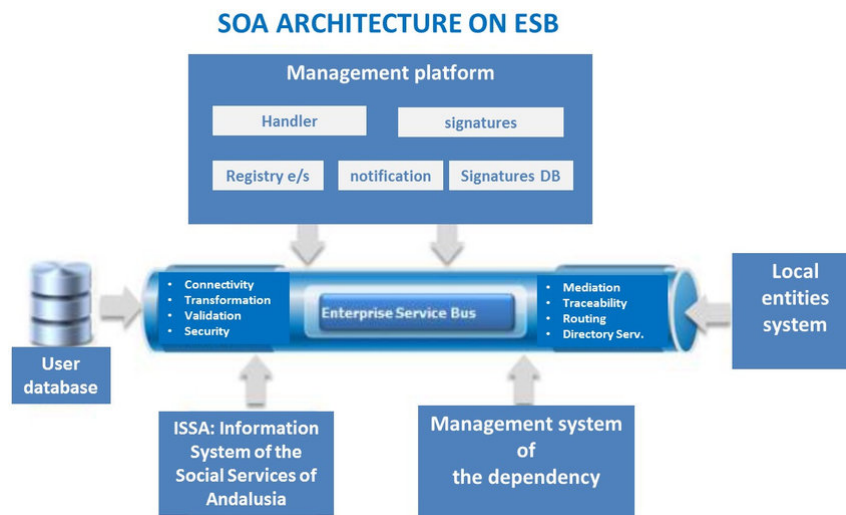 SOA ARCHITECTURE ON ESB
Management platform
Handler
signatures
Registry e/s
notification
Signatures DB
• Connectivity
• Transformation
• Validation
• Security
Enterprise Service Bus
• Mediation
• Traceability
• Routing
• Directory Serv.
Local
entities
system
User
database
ISSA: Information
System of the
Social Services of
Andalusia
Management system
of
the dependency